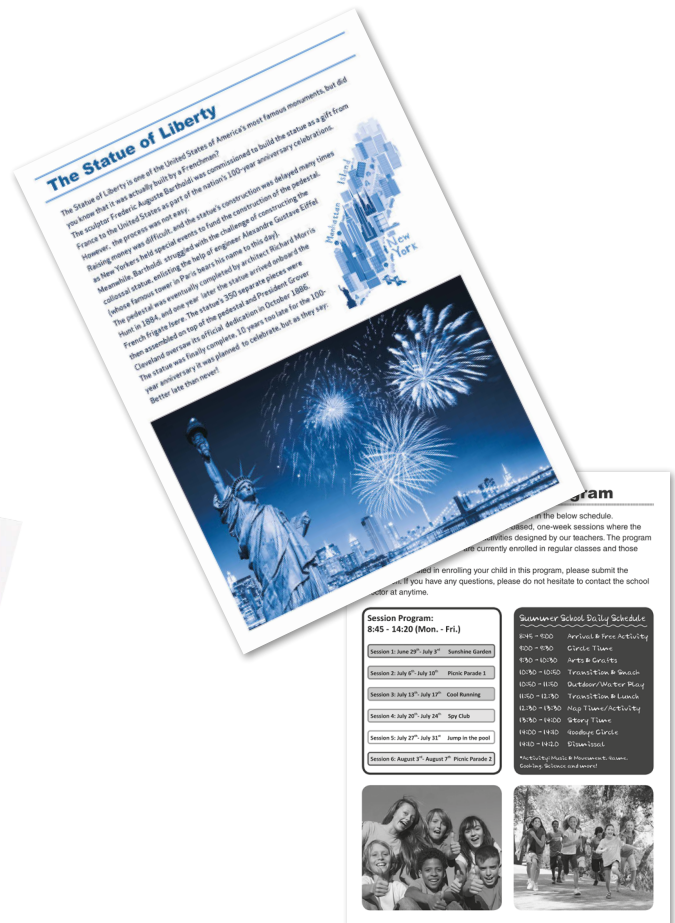 The Statue of Liberty
The Statue of Liberty is one of the United States of America's most famous monuments, but did
you know that it was actually built by a Frenchman?
The sculptor Frederic Auguste Bartholdi was commissioned to build the statue as a gift from
France to the United States as part of the nation's 100-year anniversary celebrations.
However, the process was not easy.
Raising money was difficult, and the statue's construction was delayed many times
as New Yorkers held special events to fund the construction of the pedestal.
Meanwhile, Bartholdi struggled with the challenge of constructing the
collossal statue, enlisting the help of engineer Alexandre Gustave Eiffel
(whose famous tower in Paris bears his name to this day).
The pedestal was eventually completed by architect Richard Morris
Hunt in 1884, and one year later the statue arrived onboard the
French frigate Isere. The statue's 350 separate pieces were
then assembled on top of the pedestal and President Grover
Cleveland oversaw its official dedication in October 1886.
The statue was finally complete, 10 years too late for the 100-
year anniversary it was planned to celebrate, but as they say:
Better late than never!
Manhattan Island
New
York
gram
in the below schedule.
-based, one-week sessions where the
activities designed by our teachers. The program
are currently enrolled in regular classes and those
in enrolling your child in this program, please submit the
If you have any questions, please do not hesitate to contact the school
at anytime.
Session Program:
8:45 - 14:20 (Mon. - Fri.)
Session 1: June 29th- July 3rd Sunshine Garden
Session 2: July 6th- July 10th Picnic Parade 1
Session 3: July 13th- July 17th Cool Running
Session 4: July 20th- July 24th Spy Club
Session 5: July 27th- July 31st Jump in the pool
Session 6: August 3rd- August 7th Picnic Parade 2
Summer School Daily Schedule
8:45 - 9:00 Arrival & Free Activity
9:00 - 9:30 Circle Time
9:30 - 10:30 Arts & Crafts
10:30 - 10:50 Transition & Snack
10:50 - 11:50 Outdoor/Water Play
11:50 - 12:30 Transition & Lunch
12:30 - 13:30 Nap Time/Activity
13:30 - 14:00 Story Time
14:00 - 14:10 Goodbye Circle
14:10 - 14:20 Dismissal
*Activity: Music & Movement, Game,
Cooking, Science and more!